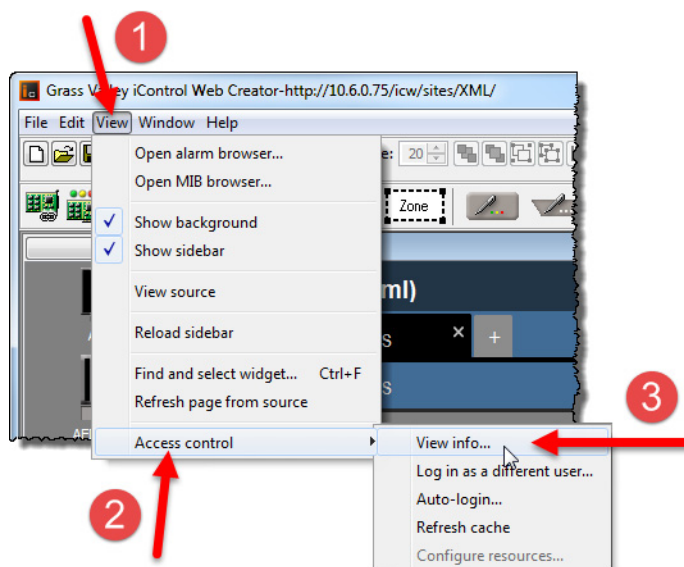 1
Grass Valley iControl Web Creator-http://10.6.0.75/icw/sites/XML/
File Edit View Window Help
Open alarm browser...
20
Open MIB browser...
Zone
Show background
Show sidebar
View source
ml)
Reload sidebar
s
×
+
Find and select widget... Ctrl+F
s
Refresh page from source
3
Access control
View info...
Log in as a different user...
2
Auto-login...
Refresh cache
Configure resources...